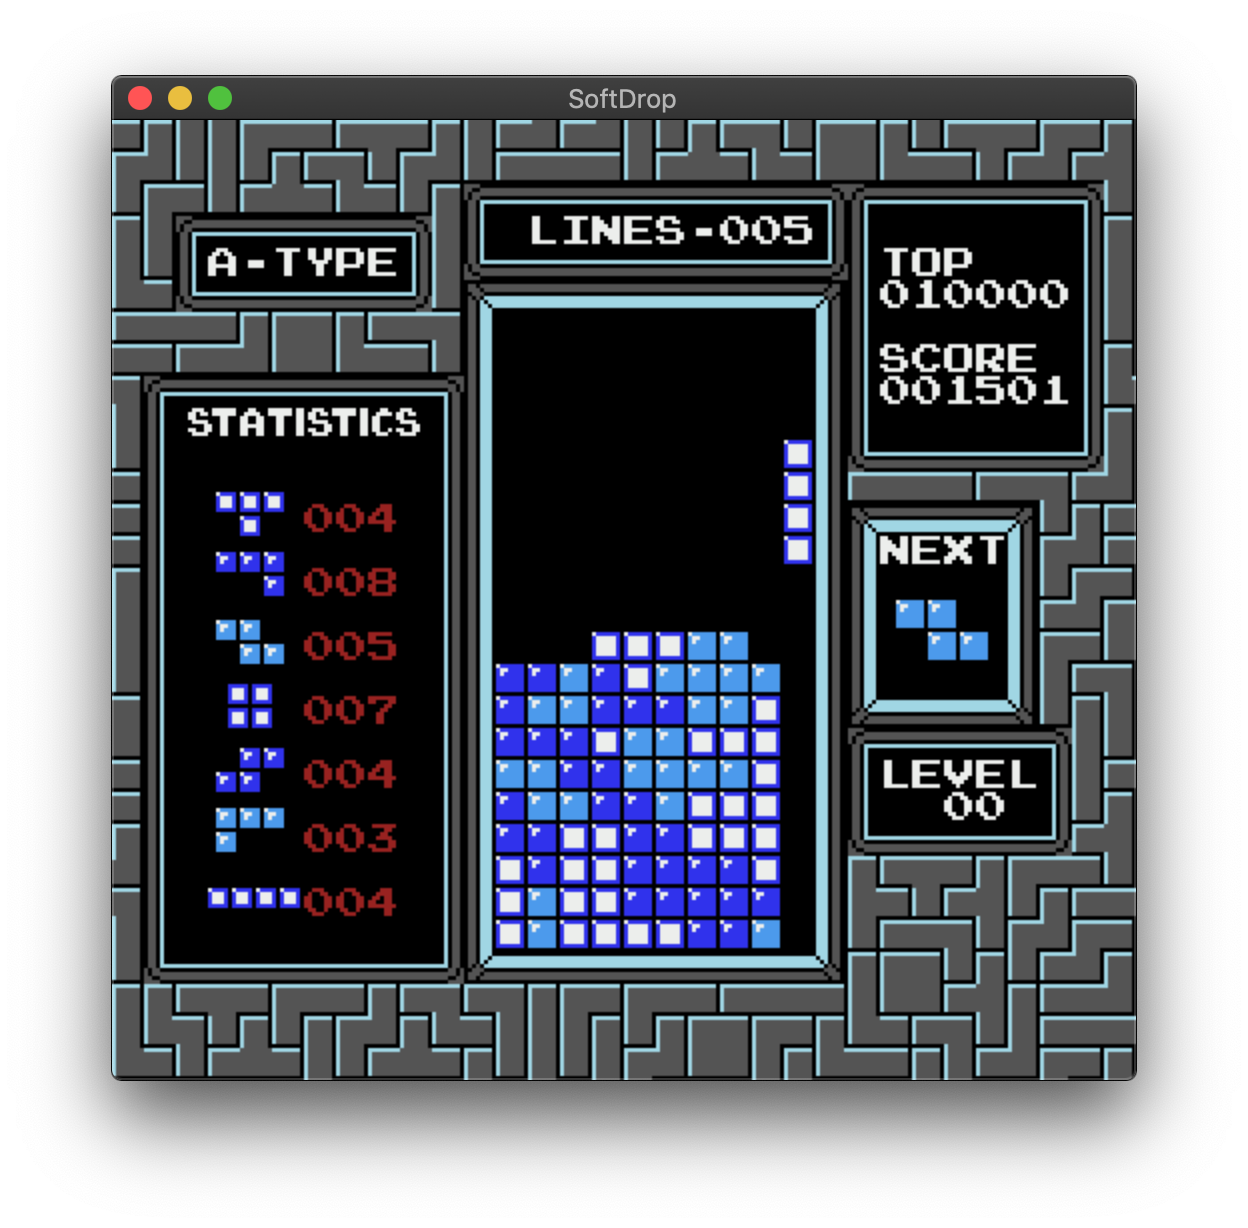 SoftDrop
LINES-005
A-TYPE
TOP
010000
SCORE
001501
STATISTICS
004
008
005
007
004
003
004
NEXT
LEVEL
00